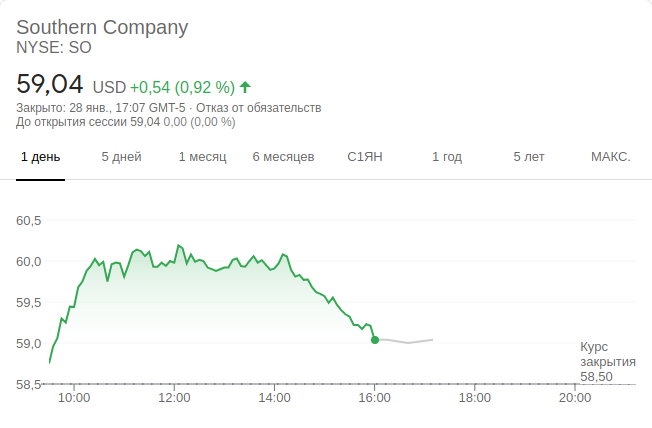 Southern Company
NYSE: SO
59,04 USD +0,54 (0,92 %)
Закрыто: 28 янв., 17:07 GMT-5 · Отказ от обязательств
До открытия сессии 59,04 0,00 (0,00 %)
1 день 5 дней 1 месяц 6 месяцев С1ЯН 1 год 5 лет МАКС.
60,5
60,0
59,5
59,0
58,5
Курс
закрытия
58,50
10:00 12:00 14:00 16:00 18:00 20:00